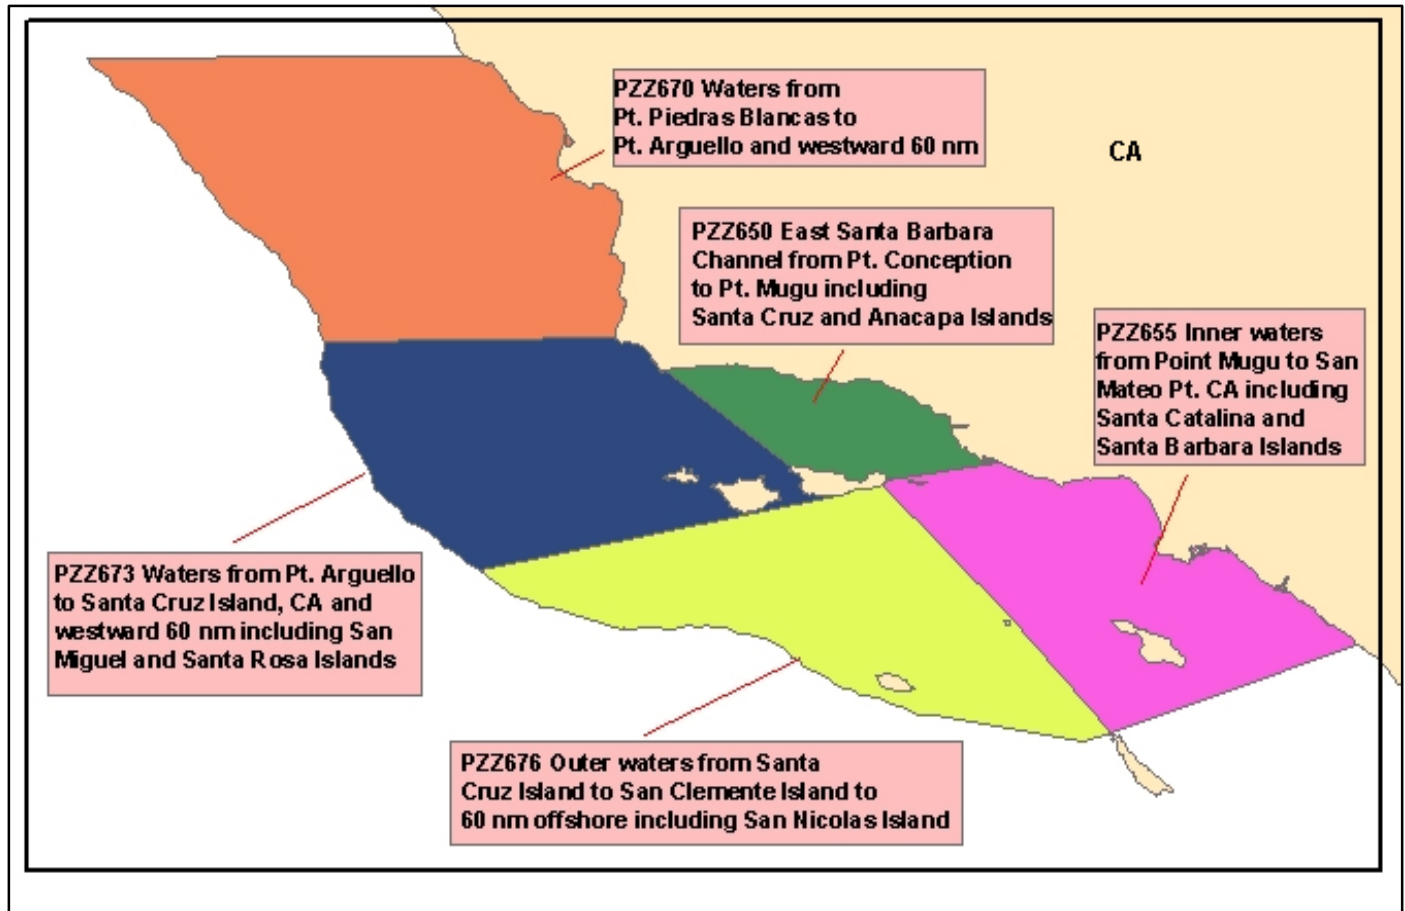 PZZ670 Waters from
Pt. Piedras Blancas to
Pt. Arguello and westward 60 nm
CA
PZZ650 East Santa Barbara
Channel from Pt. Conception
to Pt. Mugu including
Santa Cruz and Anacapa Islands
PZZ655 Inner waters
from Point Mugu to San
Mateo Pt. CA including
Santa Catalina and
Santa Barbara Islands
PZZ673 Waters from Pt. Arguello
to Santa Cruz Island, CA and
westward 60 nm including San
Miguel and Santa Rosa Islands
PZZ676 Outer waters from Santa
Cruz Island to San Clemente Island to
60 nm offshore including San Nicolas Island